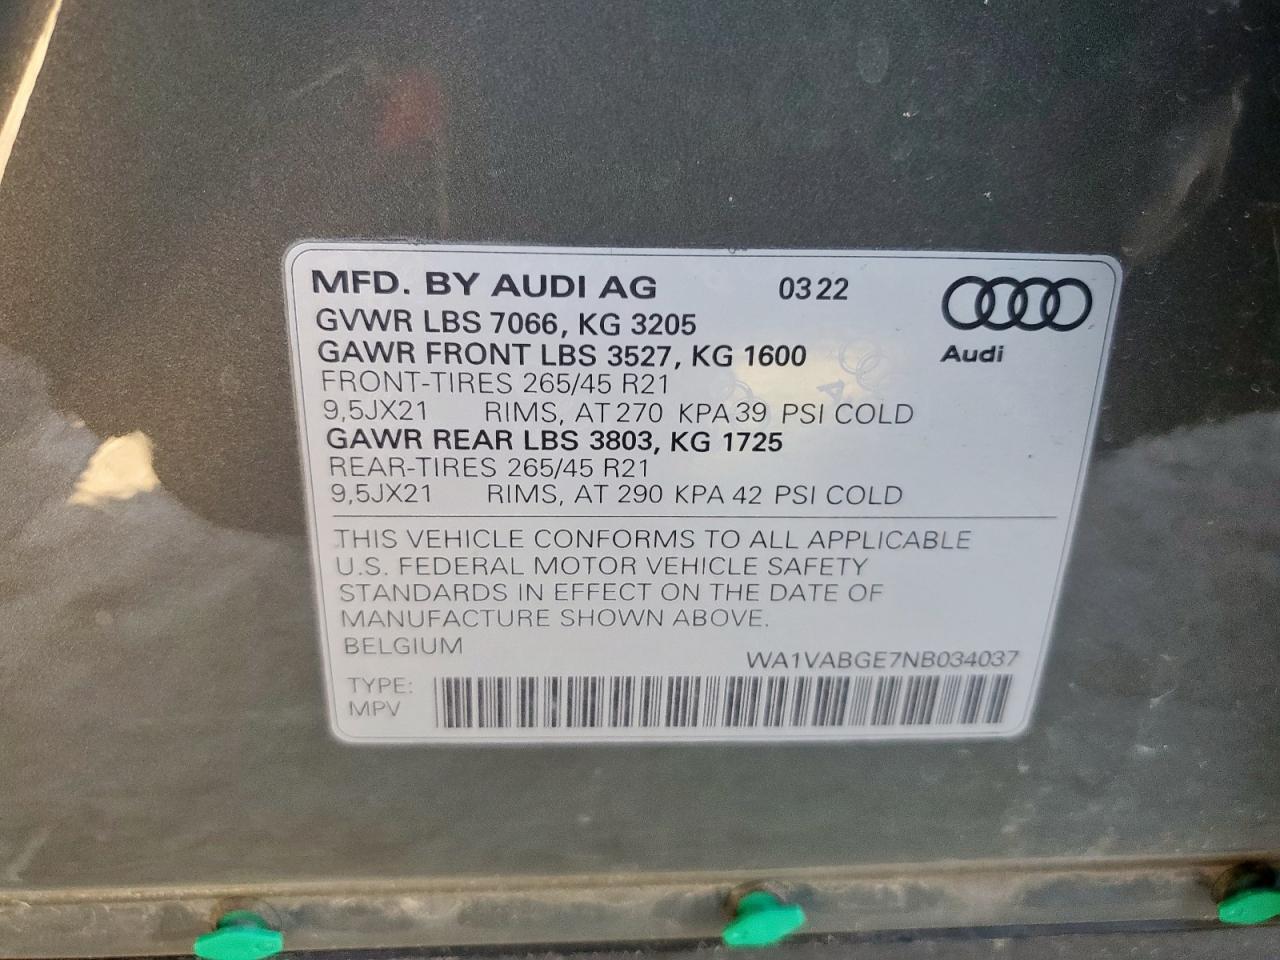 MFD. BY AUDI AG 03 22
GVWR LBS 7066, KG 3205
GAWR FRONT LBS 3527, KG 1600
Audi
FRONT-TIRES 265/45 R21
9,5JX21 RIMS, AT 270 KPA 39 PSI COLD
GAWR REAR LBS 3803, KG 1725
REAR-TIRES 265/45 R21
9,5JX21 RIMS, AT 290 KPA 42 PSI COLD
THIS VEHICLE CONFORMS TO ALL APPLICABLE
U.S. FEDERAL MOTOR VEHICLE SAFETY
STANDARDS IN EFFECT ON THE DATE OF
MANUFACTURE SHOWN ABOVE.
BELGIUM
WA1VABGE7NB034037
TYPE:
MPV